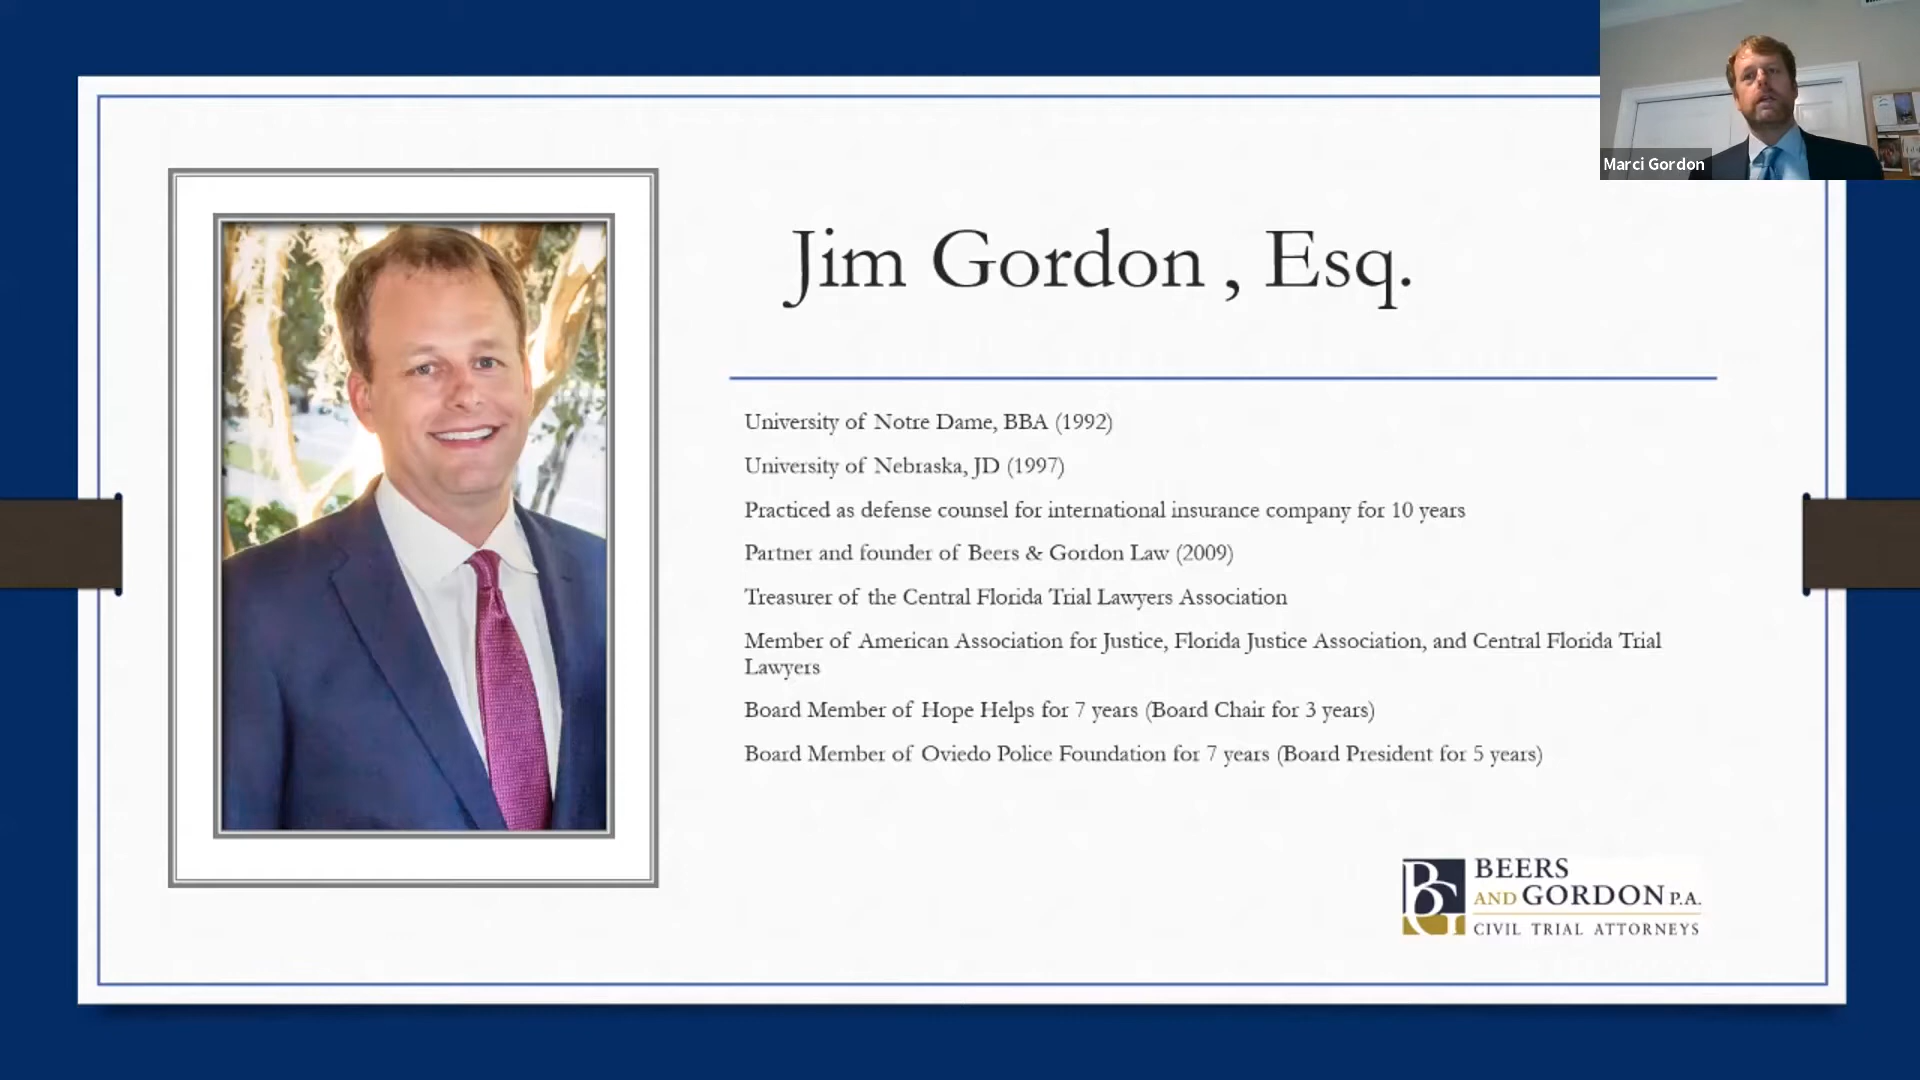 Marci Gordon
Jim Gordon , Esq.
University of Notre Dame, BBA (1992)
University of Nebraska, JD (1997)
Practiced as defense counsel for international insurance company for 10 years
Partner and founder of Beers & Gordon Law (2009)
Treasurer of the Central Florida Trial Lawyers Association
Member of American Association for Justice, Florida Justice Association, and Central Florida Trial
Lawyers
Board Member of Hope Helps for 7 years (Board Chair for 3 years)
Board Member of Oviedo Police Foundation for 7 years (Board President for 5 years)
BG
BEERS
AND GORDON P.A.
CIVIL TRIAL ATTORNEYS